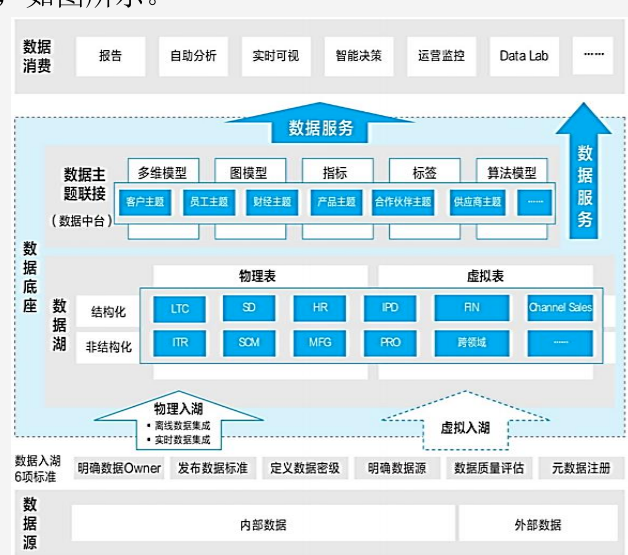 ，如图所示。
数据
消费
报告 自助分析 实时可视 智能决策 运营监控 Data Lab ······
数据服务
数据服务
数据主
题联接
(数据中台)
多维模型 图模型 指标 标签 算法模型
客户主题 员工主题 财经主题 产品主题 合作伙伴主题 供应商主题 ······
数据底座
数据湖
物理表 虚拟表
结构化 LTC SD HR IPD FIN Channel Sales
非结构化 ITR SCM MFG PRO 跨领域 ······
物理入湖
• 离线数据集成
• 实时数据集成
虚拟入湖
数据入湖
6项标准
明确数据Owner 发布数据标准 定义数据密级 明确数据源 数据质量评估 元数据注册
数据源
内部数据 外部数据